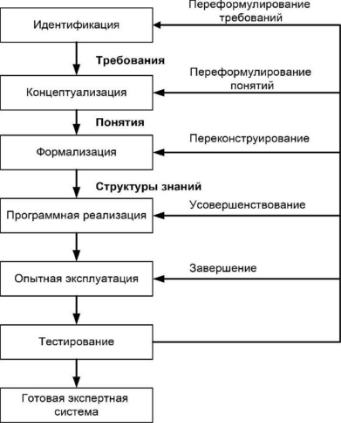 Переформулирование
требований
Идентификация
Требования
Переформулирование
понятий
Концептуализация
Понятия
Переконструирование
Формализация
Структуры знаний
Усовершенствование
Программная реализация
Завершение
Опытная эксплуатация
Тестирование
Готовая экспертная
система